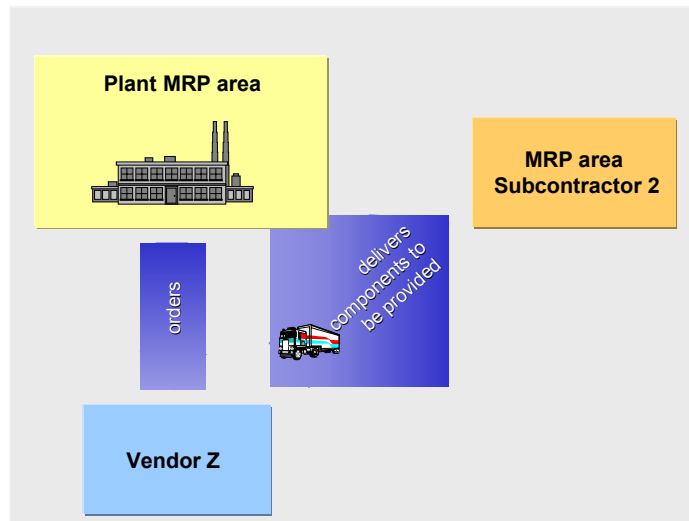 Plant MRP area
MRP area
Subcontractor 2
orders
delivers
components to
be provided
Vendor Z